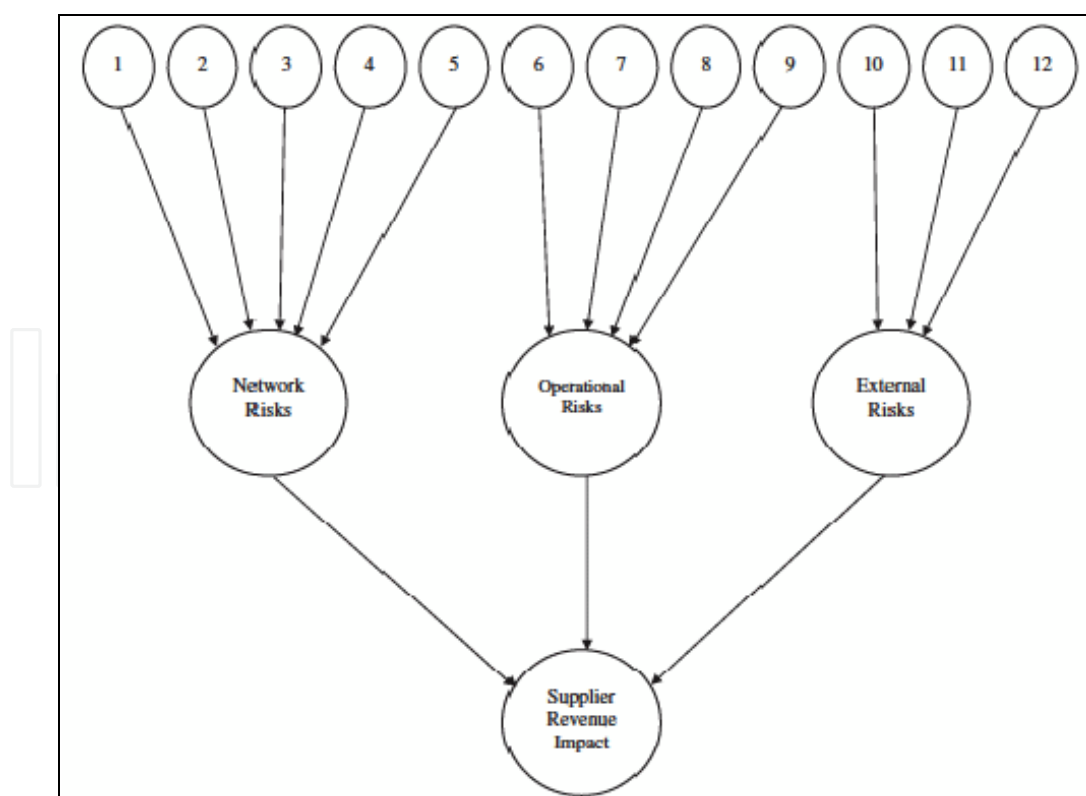 1 2 3 4 5 6 7 8 9 10 11 12
Network
Risks
Operational
Risks
External
Risks
Supplier
Revenue
Impact